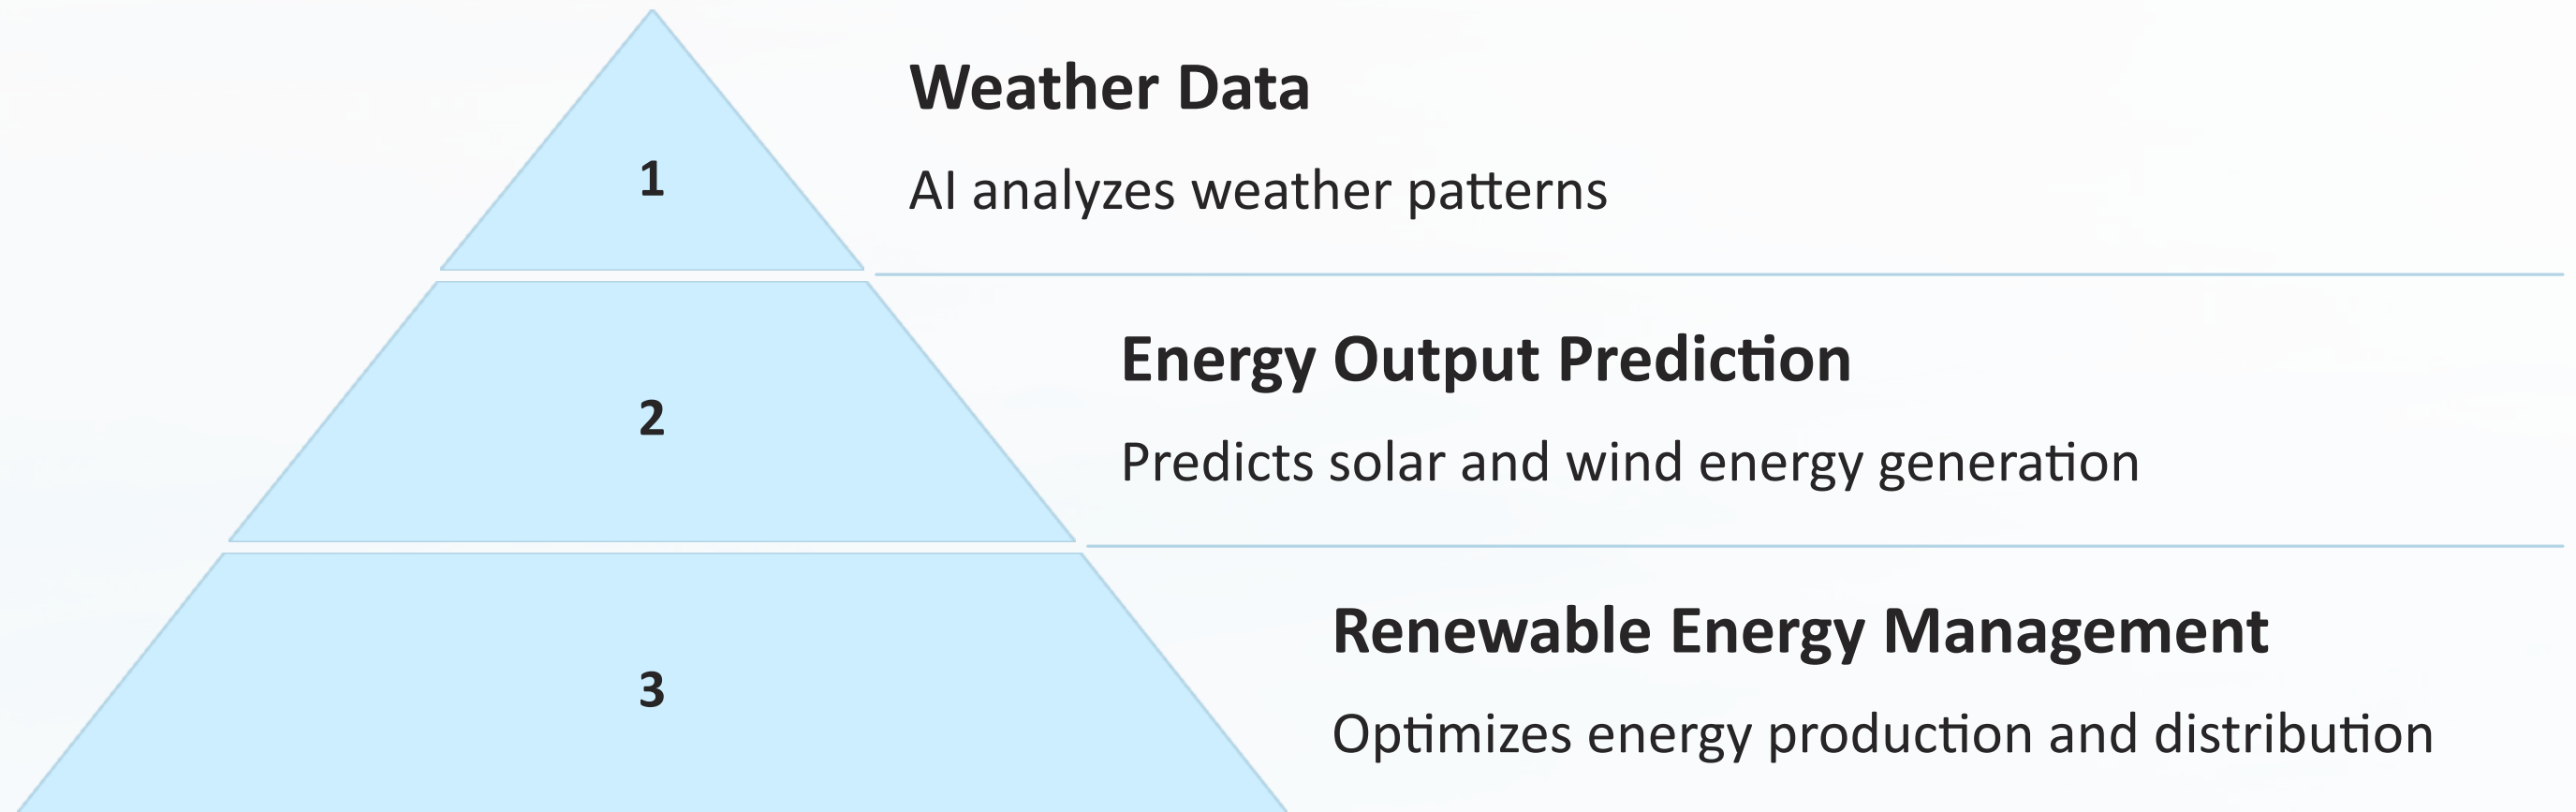 1
Weather Data
AI analyzes weather patterns
2
Energy Output Prediction
Predicts solar and wind energy generation
3
Renewable Energy Management
Optimizes energy production and distribution